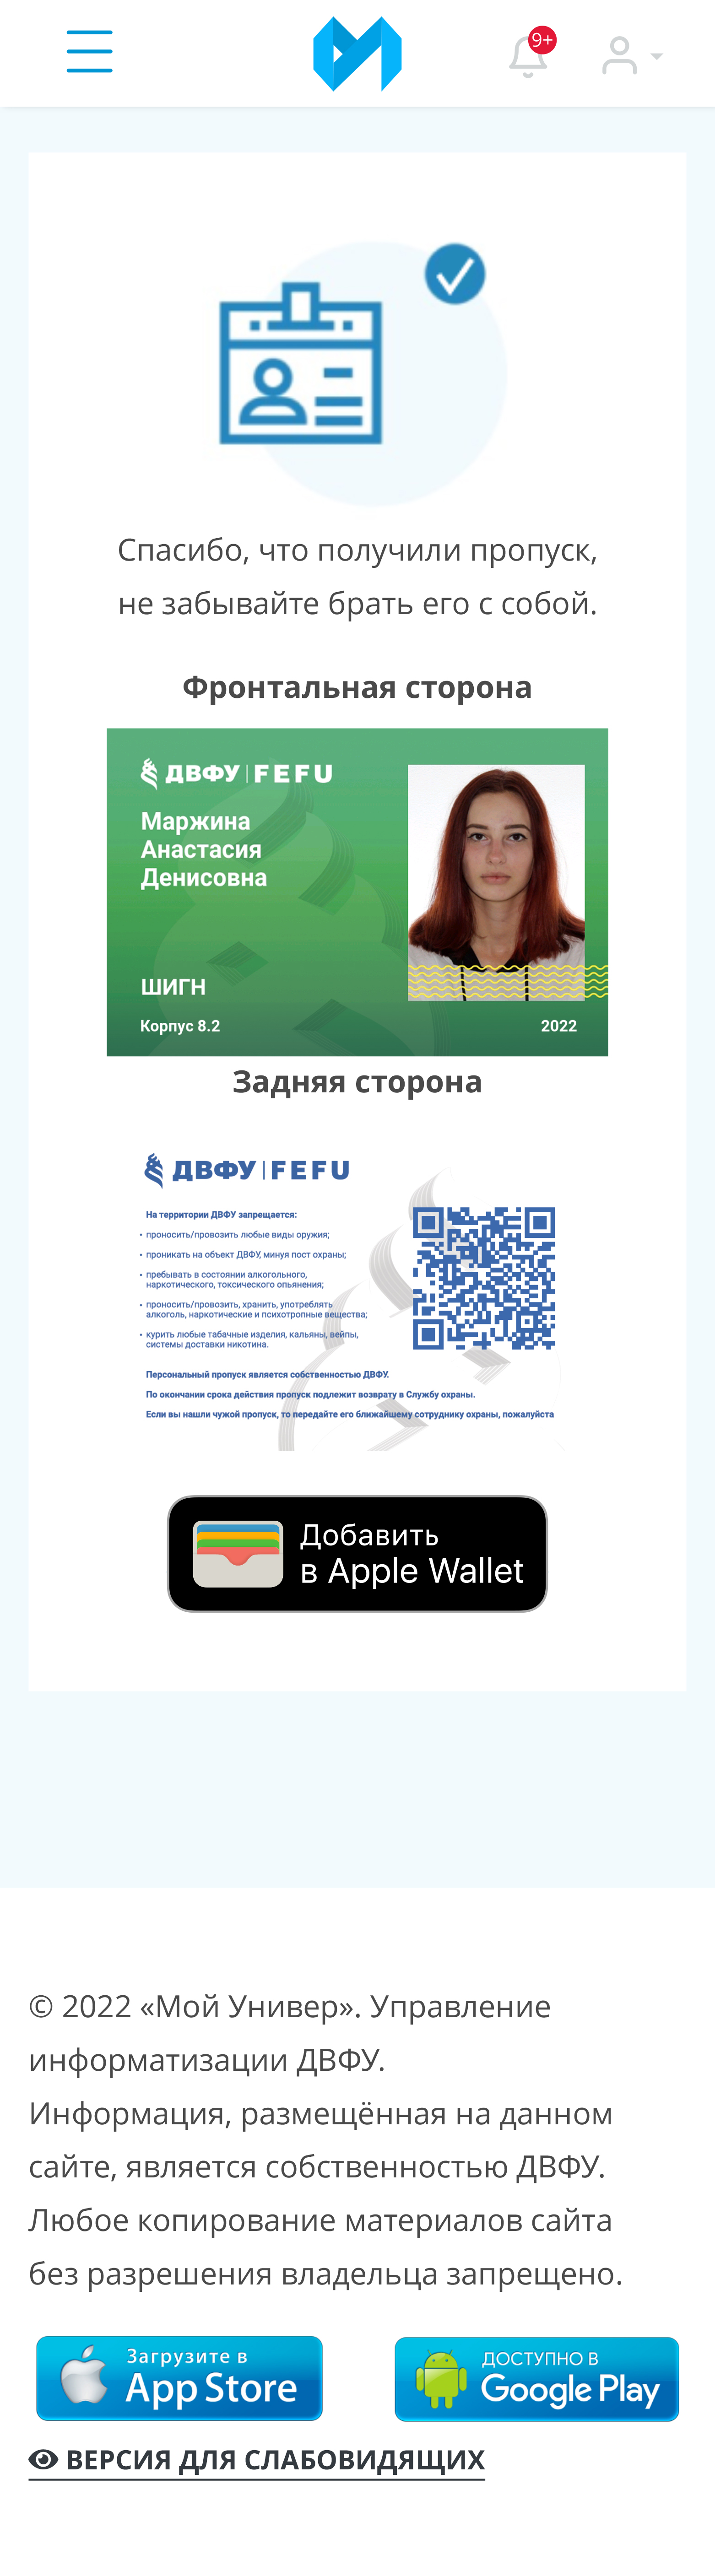 9+
Спасибо, что получили пропуск,
не забывайте брать его с собой.
Фронтальная сторона
ДВФУ | FEFU
Маржина
Анастасия
Денисовна
ШИГН
Корпус 8.2
2022
Задняя сторона
ДВФУ | FEFU
На территории ДВФУ запрещается:
• проносить/провозить любые виды оружия;
• проникать на объект ДВФУ, минуя пост охраны;
• пребывать в состоянии алкогольного,
наркотического, токсического опьянения;
• проносить/провозить, хранить, употреблять
алкоголь, наркотические и психотропные вещества;
• курить любые табачные изделия, кальяны, вейпы,
системы доставки никотина.
Персональный пропуск является собственностью ДВФУ.
По окончании срока действия пропуск подлежит возврату в Службу охраны.
Если вы нашли чужой пропуск, то передайте его ближайшему сотруднику охраны, пожалуйста
Добавить
в Apple Wallet
© 2022 «Мой Универ». Управление
информатизации ДВФУ.
Информация, размещённая на данном
сайте, является собственностью ДВФУ.
Любое копирование материалов сайта
без разрешения владельца запрещено.
Загрузите в
App Store
ДОСТУПНО В
Google Play
ВЕРСИЯ ДЛЯ СЛАБОВИДЯЩИХ